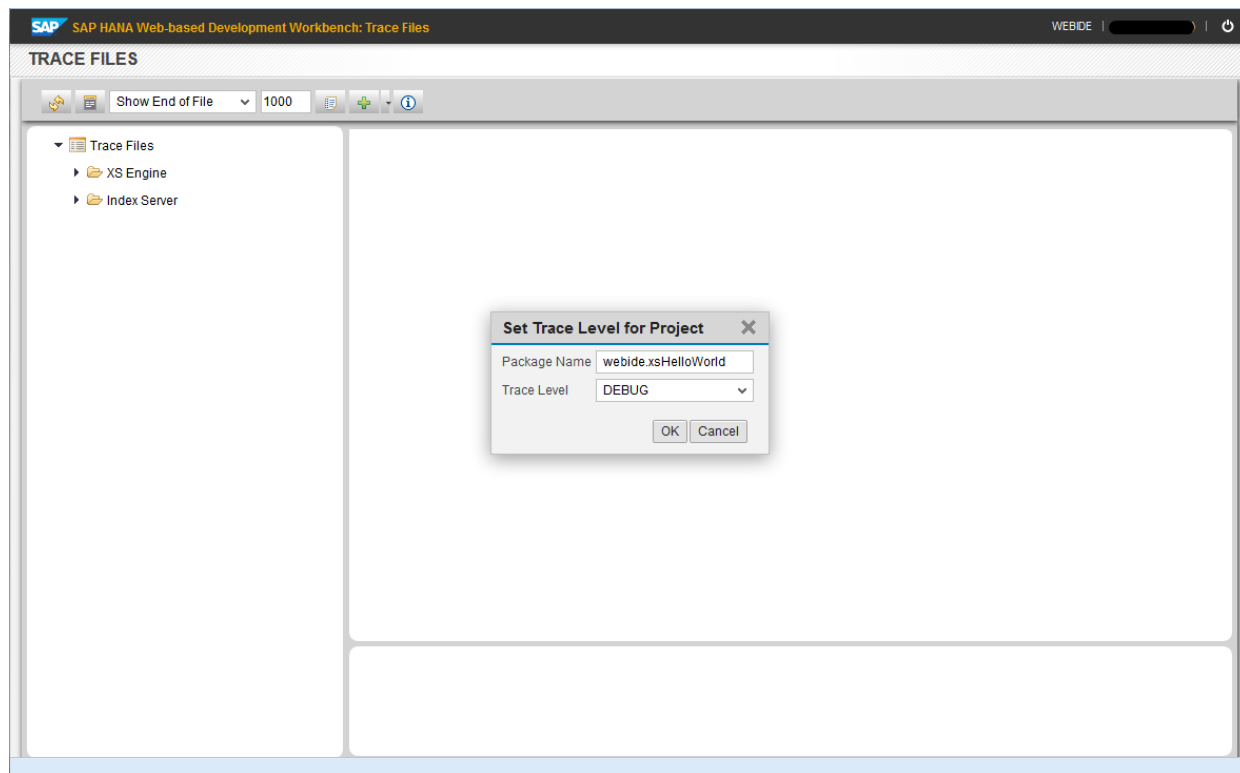 SAP SAP HANA Web-based Development Workbench: Trace Files WEBIDE | ) |
TRACE FILES
Show End of File 1000
Trace Files
XS Engine
Index Server
Set Trace Level for Project
Package Name webide.xsHelloWorld
Trace Level DEBUG
OK Cancel